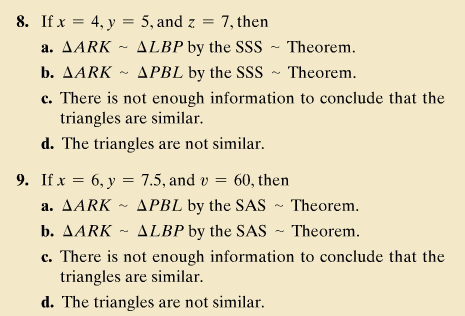 8. If x = 4, y = 5, and z = 7, then
a. ΔARK ~ ΔLBP by the SSS ~ Theorem.
b. ΔARK ~ ΔPBL by the SSS ~ Theorem.
c. There is not enough information to conclude that the
triangles are similar.
d. The triangles are not similar.
9. If x = 6, y = 7.5, and v = 60, then
a. ΔARK ~ ΔPBL by the SAS ~ Theorem.
b. ΔARK ~ ΔLBP by the SAS ~ Theorem.
c. There is not enough information to conclude that the
triangles are similar.
d. The triangles are not similar.